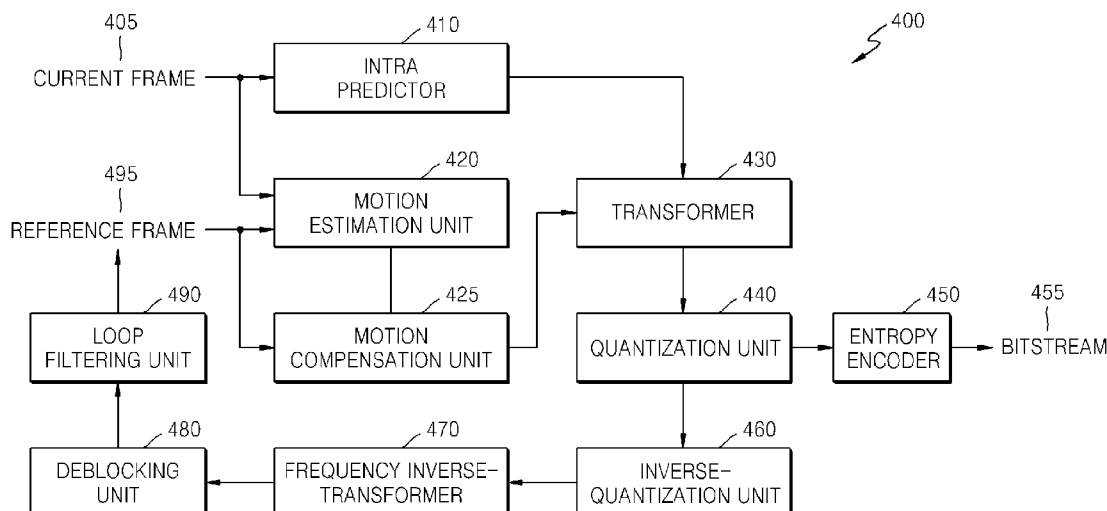 405
CURRENT FRAME
410
INTRA
PREDICTOR
400
495
REFERENCE FRAME
420
MOTION
ESTIMATION UNIT
430
TRANSFORMER
490
LOOP
FILTERING UNIT
425
MOTION
COMPENSATION UNIT
440
QUANTIZATION UNIT
450
ENTROPY
ENCODER
455
BITSTREAM
480
DEBLOCKING
UNIT
470
FREQUENCY INVERSE-
TRANSFORMER
460
INVERSE-
QUANTIZATION UNIT